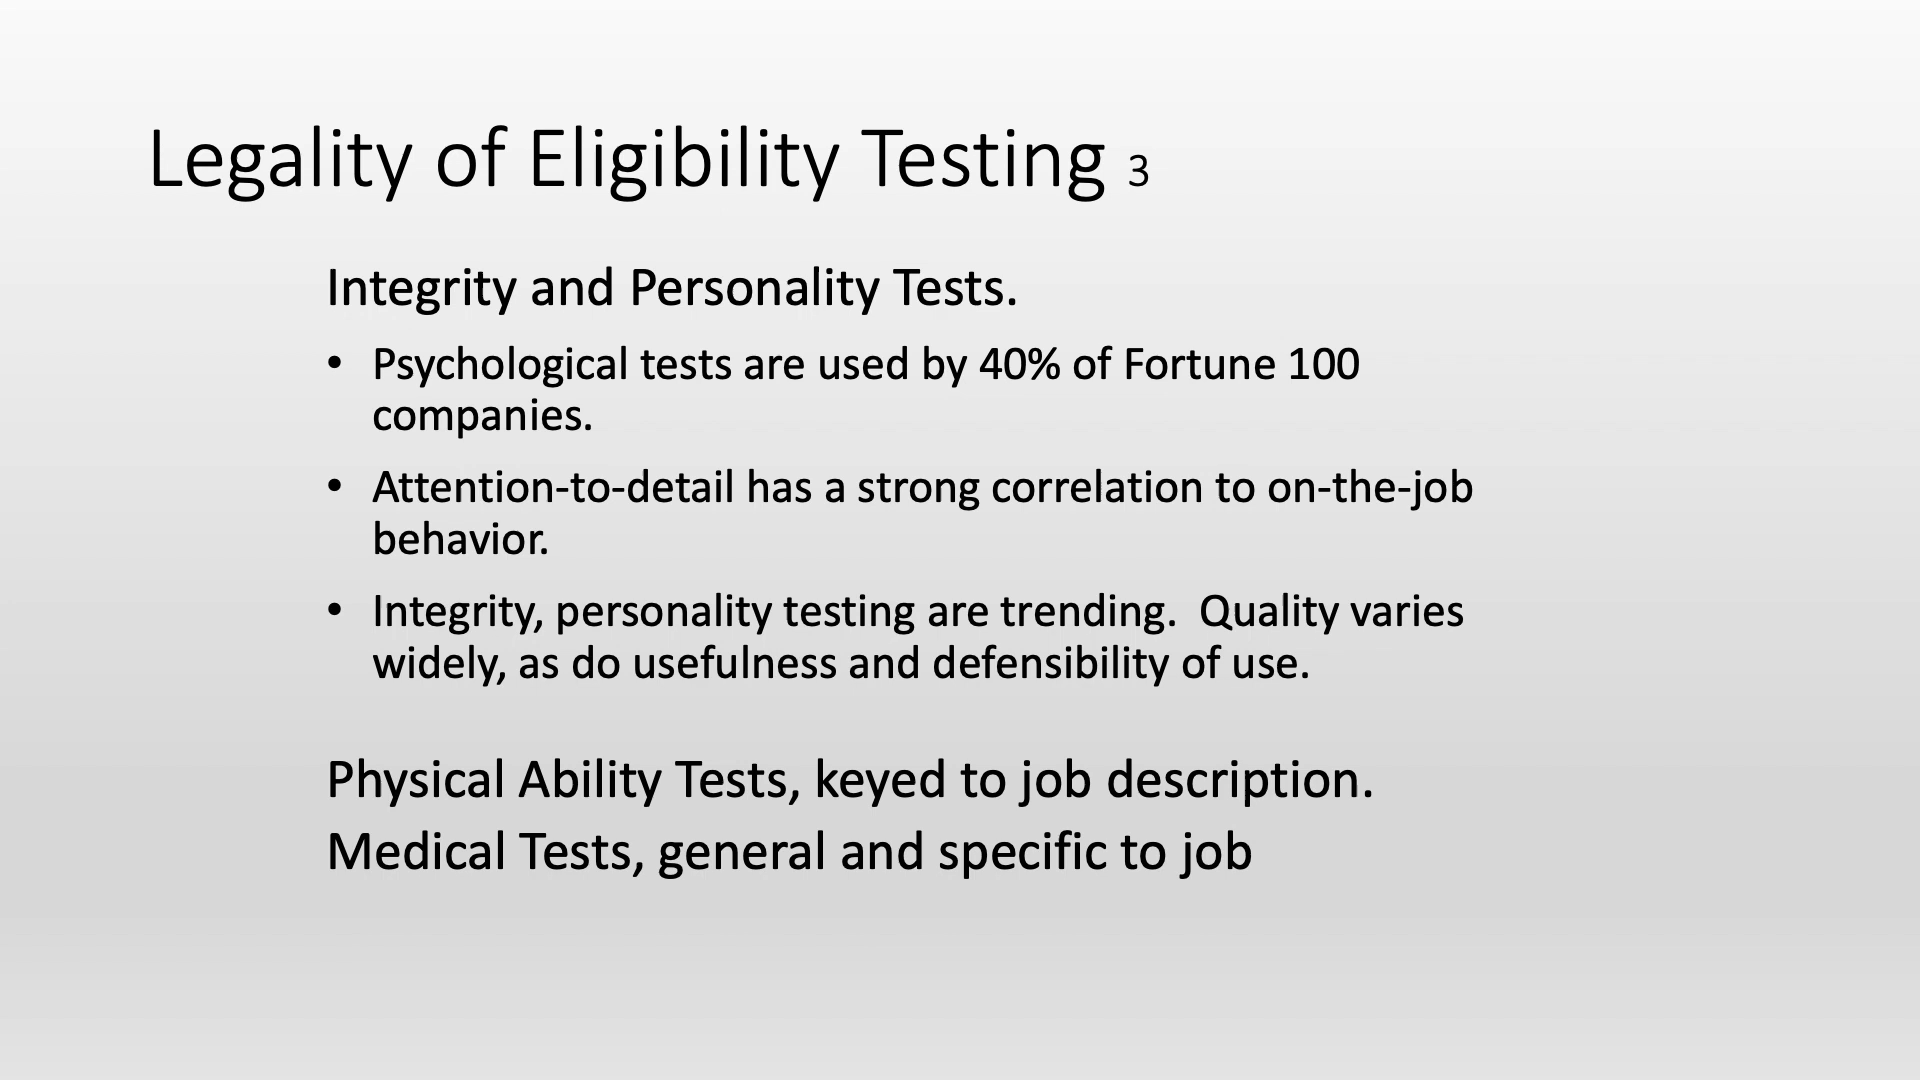 Legality of Eligibility Testing 3
Integrity and Personality Tests.
• Psychological tests are used by 40% of Fortune 100
companies.
• Attention-to-detail has a strong correlation to on-the-job
behavior.
• Integrity, personality testing are trending.  Quality varies
widely, as do usefulness and defensibility of use.
Physical Ability Tests, keyed to job description.
Medical Tests, general and specific to job